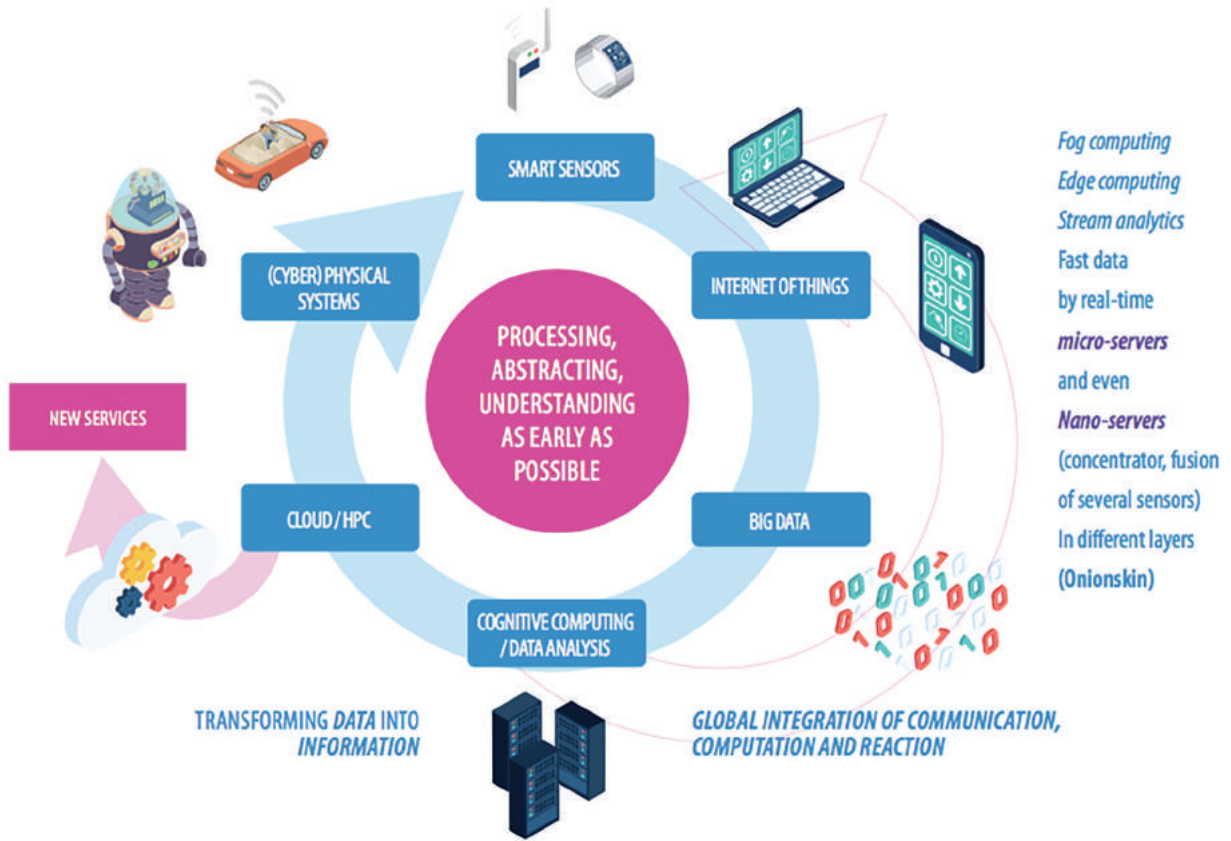 SMART SENSORS
(CYBER) PHYSICAL
SYSTEMS
INTERNET OF THINGS
PROCESSING,
ABSTRACTING,
UNDERSTANDING
AS EARLY AS
POSSIBLE
NEW SERVICES
CLOUD / HPC
BIG DATA
COGNITIVE COMPUTING
/ DATA ANALYSIS
TRANSFORMING DATA INTO
INFORMATION
GLOBAL INTEGRATION OF COMMUNICATION,
COMPUTATION AND REACTION
Fog computing
Edge computing
Stream analytics
Fast data
by real-time
micro-servers
and even
Nano-servers
(concentrator, fusion
of several sensors)
In different layers
(Onionskin)